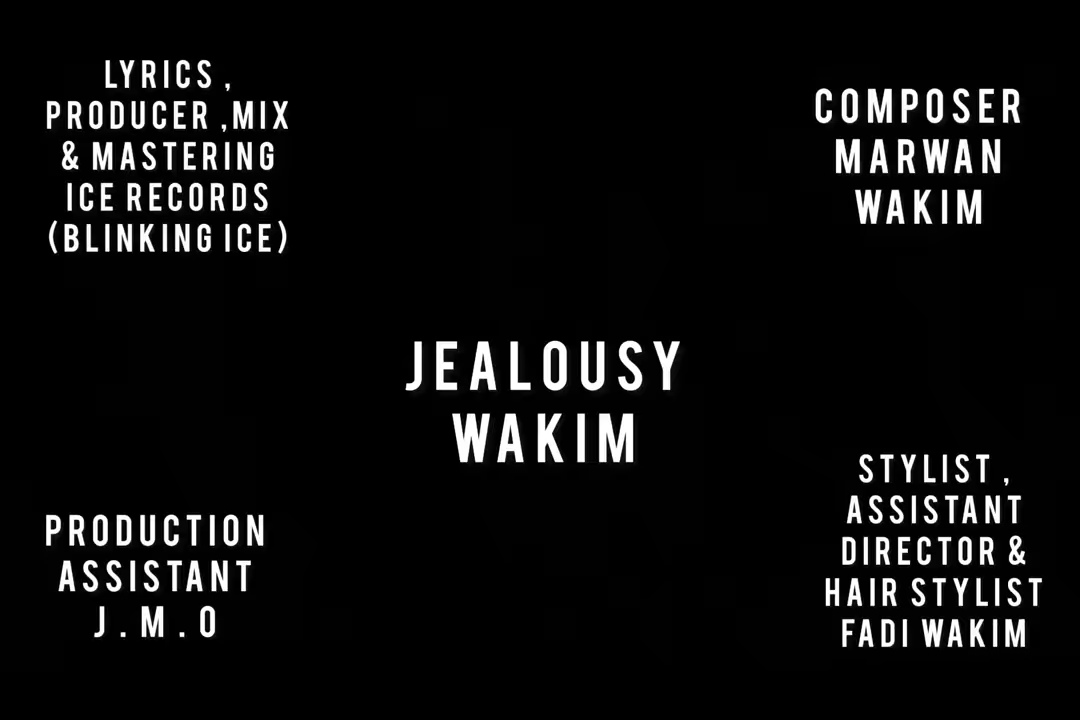 LYRICS ,
PRODUCER ,MIX
& MASTERING
ICE RECORDS
(BLINKING ICE)
COMPOSER
MARWAN
WAKIM
JEALOUSY
WAKIM
PRODUCTION
ASSISTANT
J . M . O
STYLIST ,
ASSISTANT
DIRECTOR &
HAIR STYLIST
FADI WAKIM